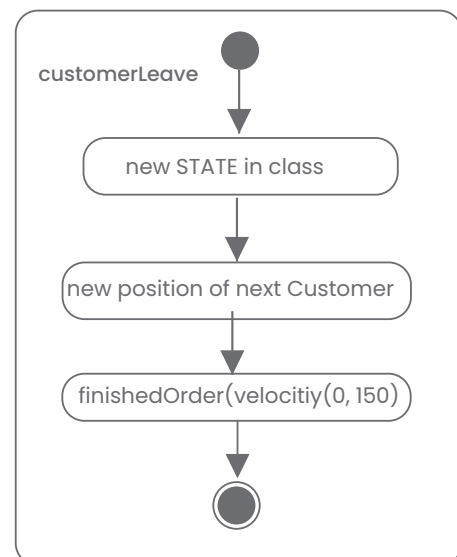 customerLeave
new STATE in class
new position of next Customer
finishedOrder(velocitiy(0, 150)